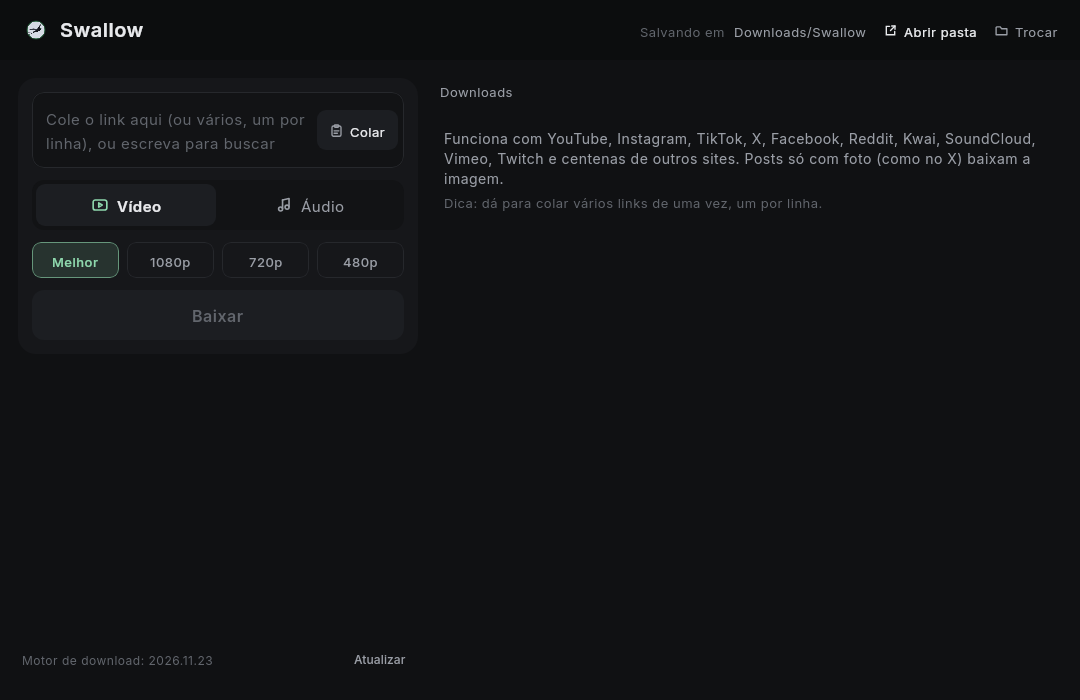 Swallow
Salvando em Downloads/Swallow Abrir pasta Trocar
Cole o link aqui (ou vários, um por
linha), ou escreva para buscar
Colar
Vídeo Áudio
Melhor 1080p 720p 480p
Baixar
Downloads
Funciona com YouTube, Instagram, TikTok, X, Facebook, Reddit, Kwai, SoundCloud,
Vimeo, Twitch e centenas de outros sites. Posts só com foto (como no X) baixam a
imagem.
Dica: dá para colar vários links de uma vez, um por linha.
Motor de download: 2026.11.23 Atualizar